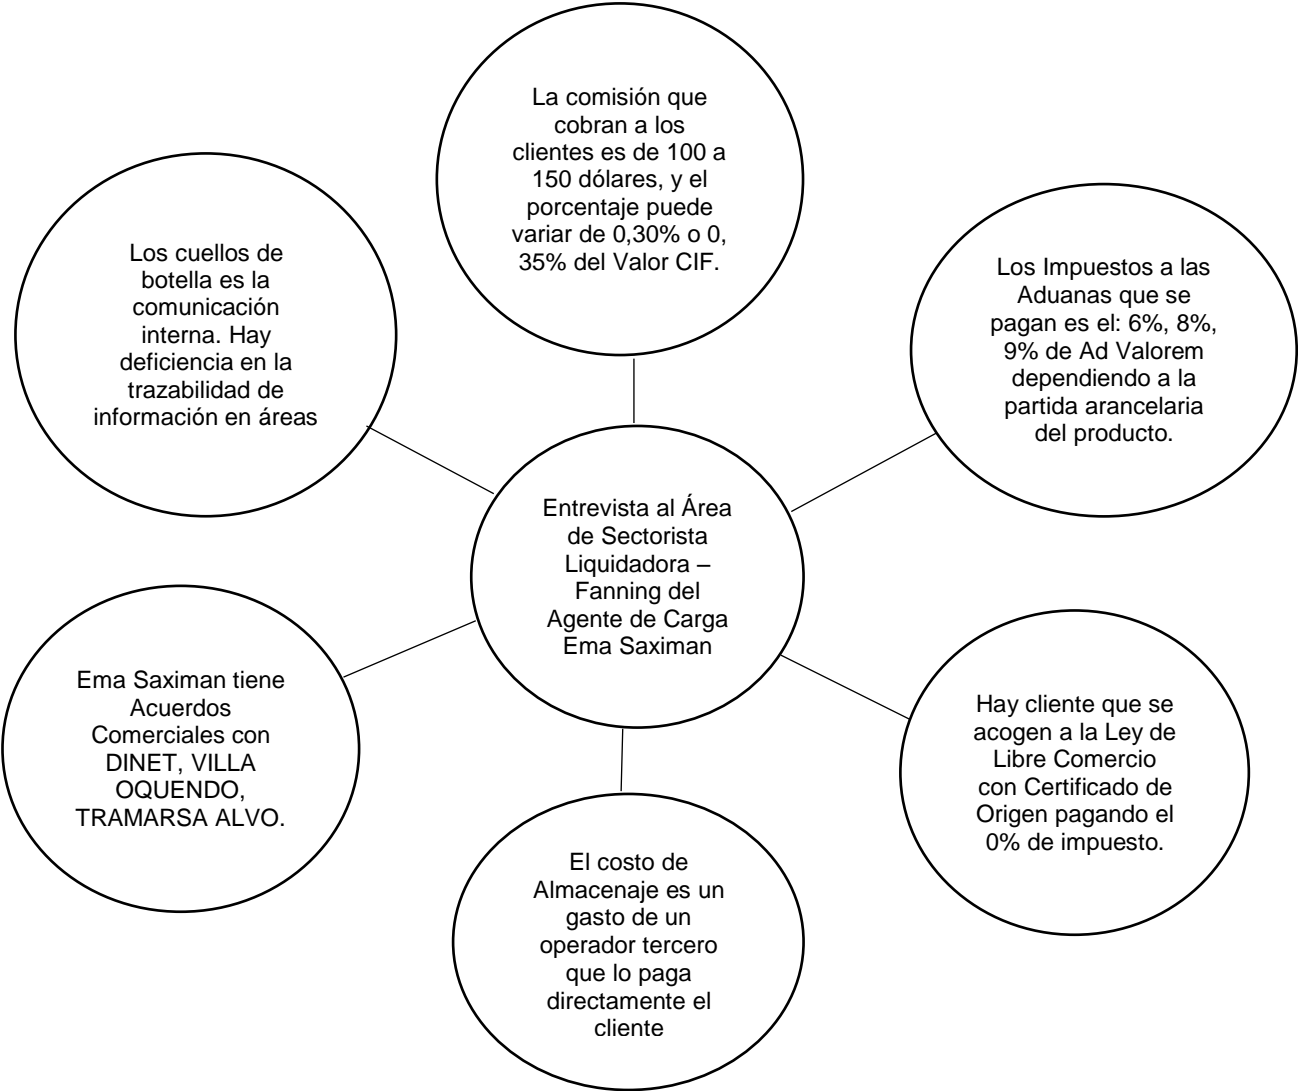 La comisión que
cobran a los
clientes es de 100 a
150 dólares, y el
porcentaje puede
variar de 0,30% o 0,
35% del Valor CIF.
Los cuellos de
botella es la
comunicación
interna. Hay
deficiencia en la
trazabilidad de
información en áreas
Los Impuestos a las
Aduanas que se
pagan es el: 6%, 8%,
9% de Ad Valorem
dependiendo a la
partida arancelaria
del producto.
Entrevista al Área
de Sectorista
Liquidadora –
Fanning del
Agente de Carga
Ema Saximan
Ema Saximan tiene
Acuerdos
Comerciales con
DINET, VILLA
OQUENDO,
TRAMARSA ALVO.
Hay cliente que se
acogen a la Ley de
Libre Comercio
con Certificado de
Origen pagando el
0% de impuesto.
El costo de
Almacenaje es un
gasto de un
operador tercero
que lo paga
directamente el
cliente